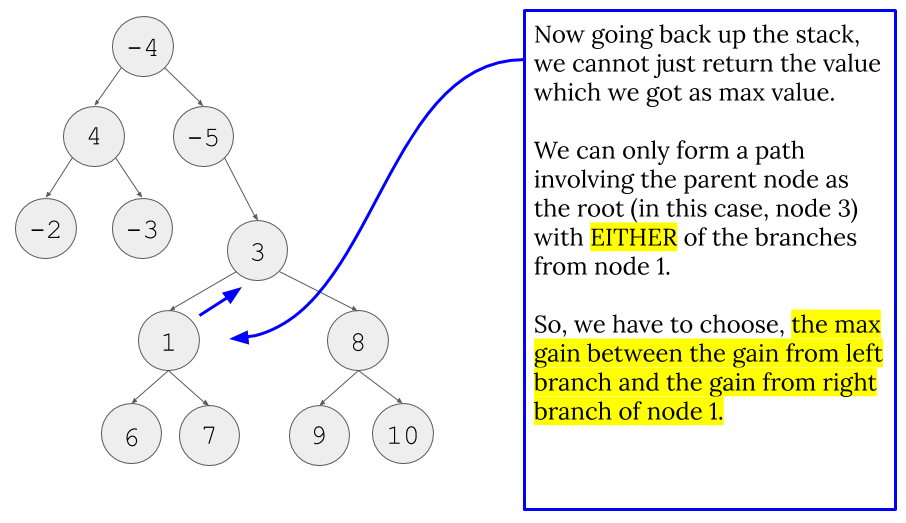 -4
4
-5
-2
-3
3
1
8
6
7
9
10
Now going back up the stack,
we cannot just return the value
which we got as max value.
We can only form a path
involving the parent node as
the root (in this case, node 3)
with EITHER of the branches
from node 1.
So, we have to choose, the max
gain between the gain from left
branch and the gain from right
branch of node 1.